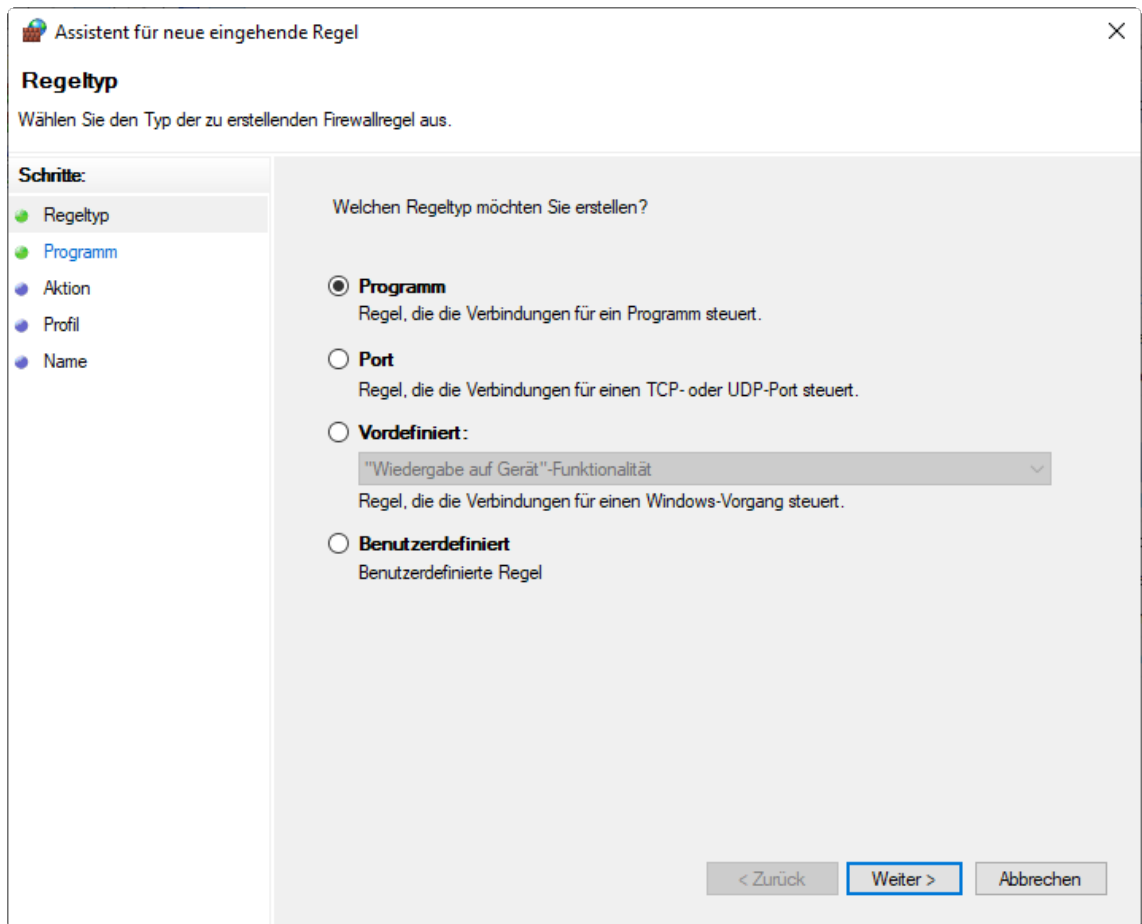 Assistent für neue eingehende Regel
Regeltyp
Wählen Sie den Typ der zu erstellenden Firewallregel aus.
Schritte:
Regeltyp
Programm
Aktion
Profil
Name
Welchen Regeltyp möchten Sie erstellen?
Programm
Regel, die die Verbindungen für ein Programm steuert.
Port
Regel, die die Verbindungen für einen TCP- oder UDP-Port steuert.
Vordefiniert:
"Wiedergabe auf Gerät"-Funktionalität
Regel, die die Verbindungen für einen Windows-Vorgang steuert.
Benutzerdefiniert
Benutzerdefinierte Regel
< Zurück
Weiter >
Abbrechen